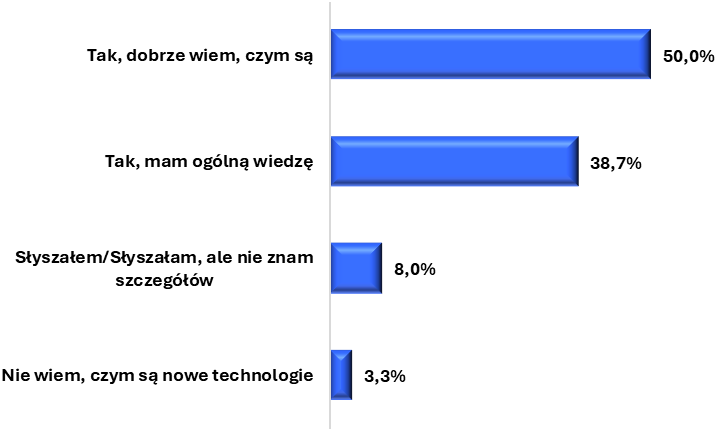 Tak, dobrze wiem, czym są
50,0%
Tak, mam ogólną wiedzę
38,7%
Słyszałem/Słyszałam, ale nie znam
szczegółów
8,0%
Nie wiem, czym są nowe technologie
3,3%